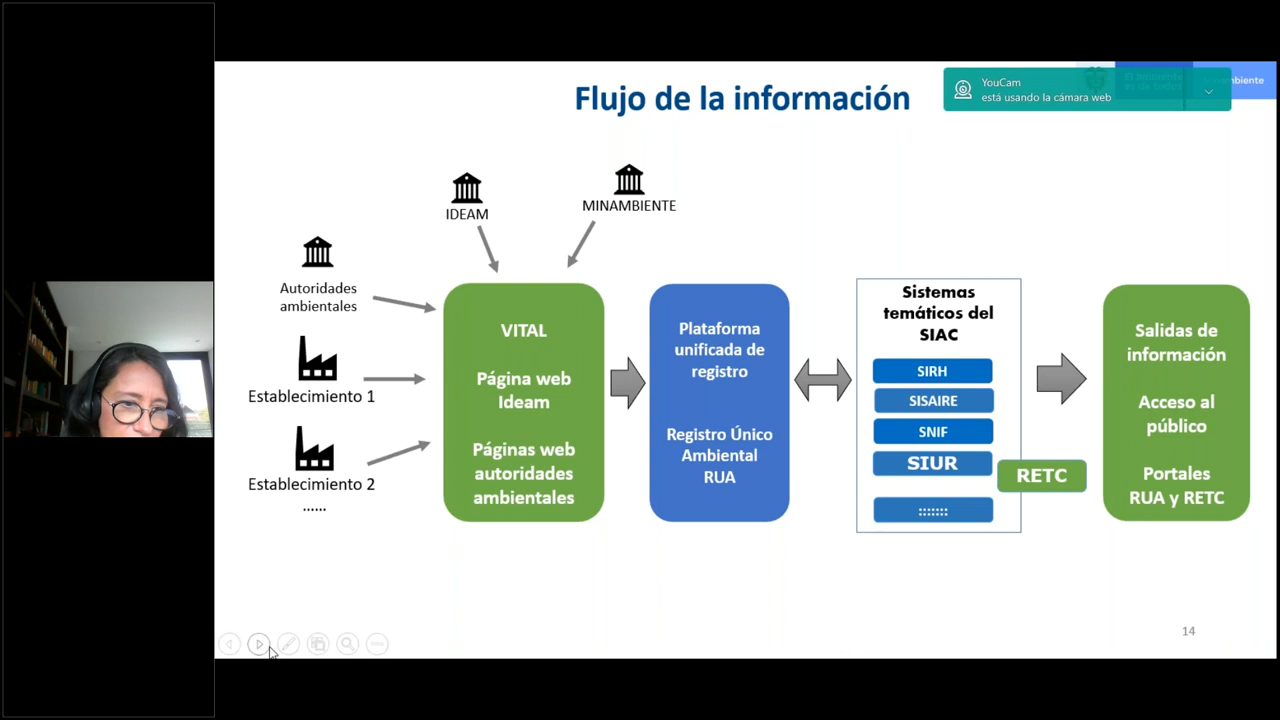 Flujo de la información
YouCam
está usando la cámara web
IDEAM
MINAMBIENTE
Autoridades
ambientales
Establecimiento 1
Establecimiento 2
......
VITAL
Página web
Ideam
Páginas web
autoridades
ambientales
Plataforma
unificada de
registro
Registro Único
Ambiental
RUA
Sistemas
temáticos del
SIAC
SIRH
SISAIRE
SNIF
SIUR
:::::::
RETC
Salidas de
información
Acceso al
público
Portales
RUA y RETC
14